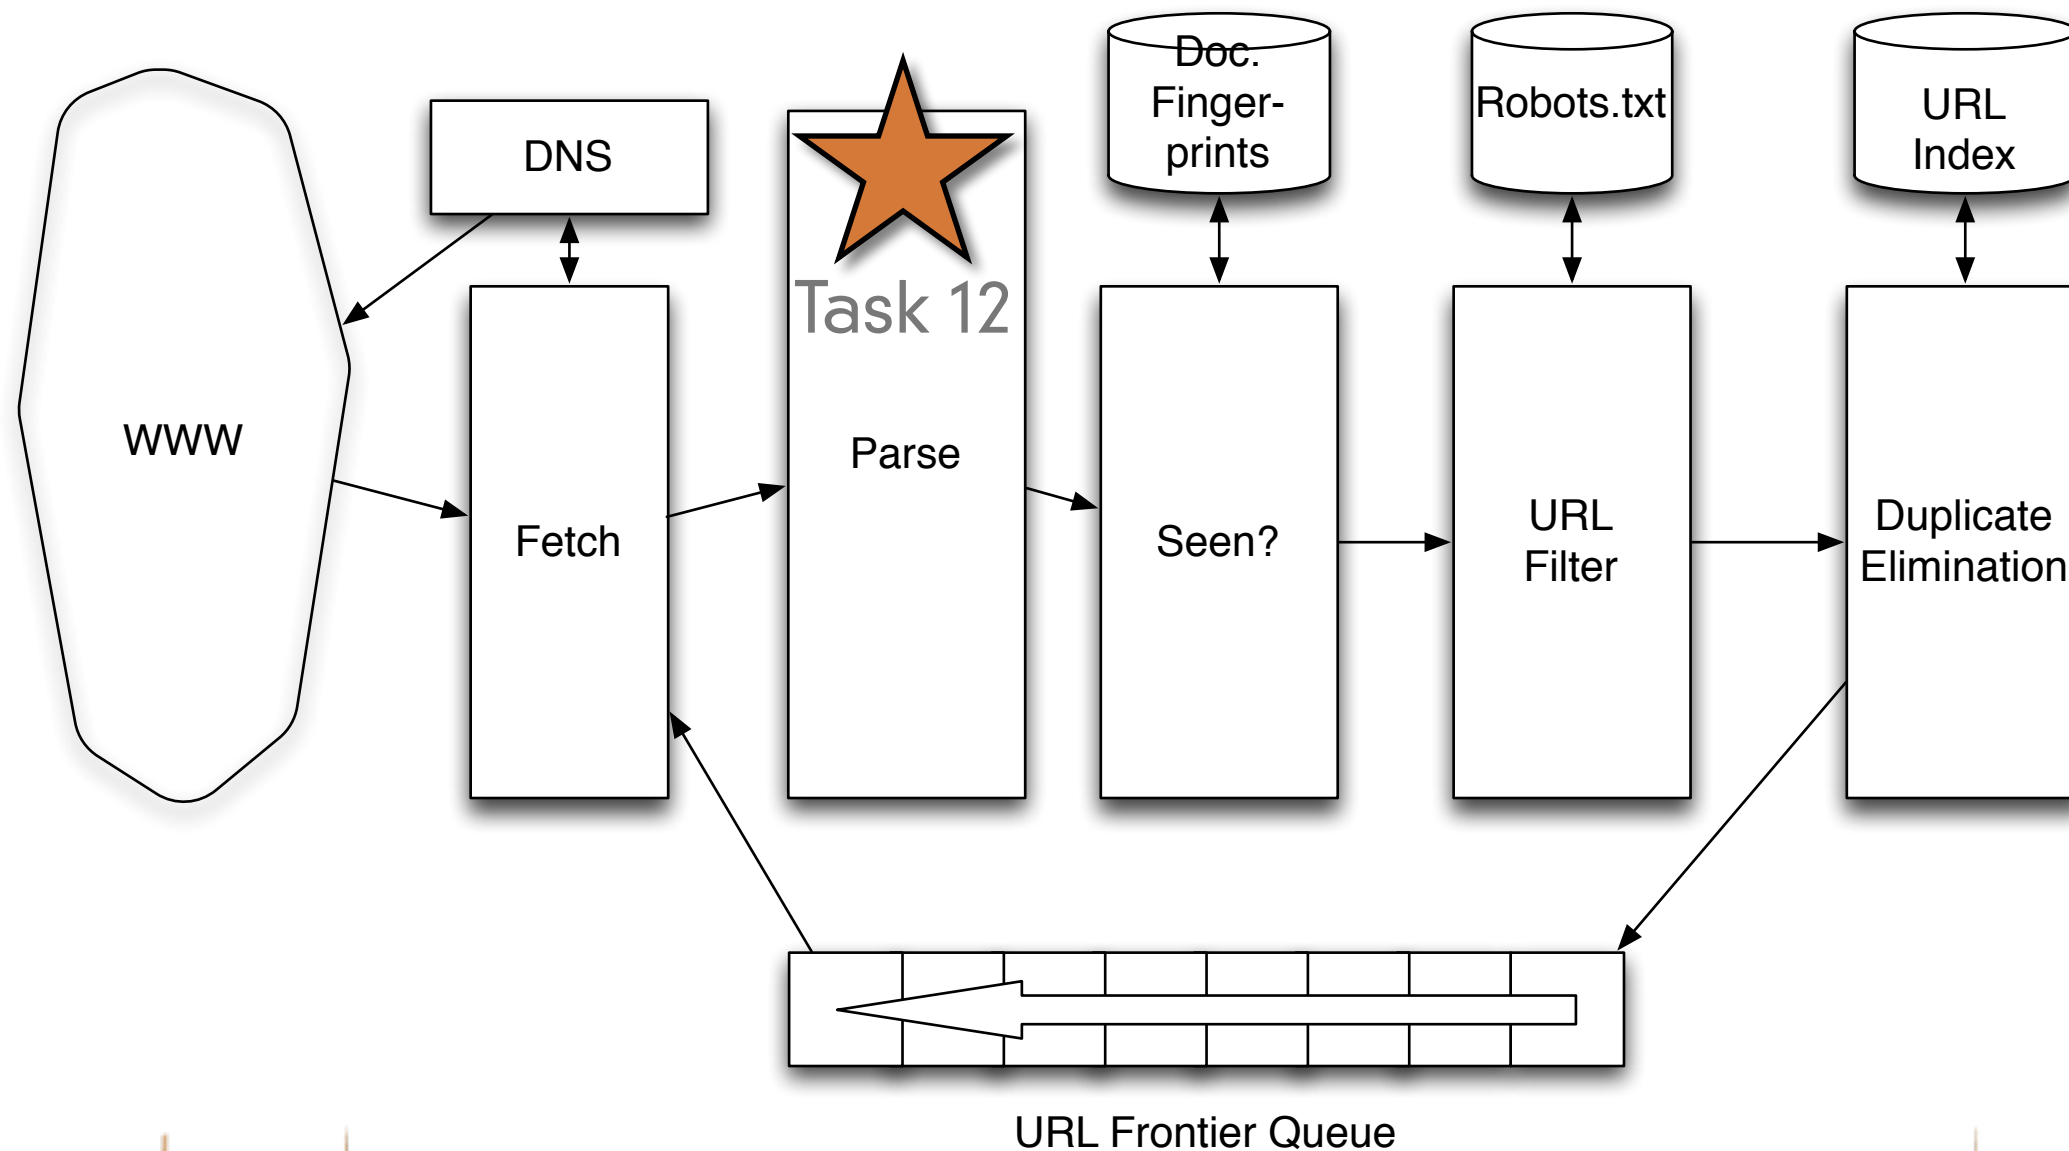 Doc.
Finger-
prints
Robots.txt
URL
Index
DNS
Task 12
WWW
Parse
Fetch
Seen?
URL
Filter
Duplicate
Elimination
URL Frontier Queue